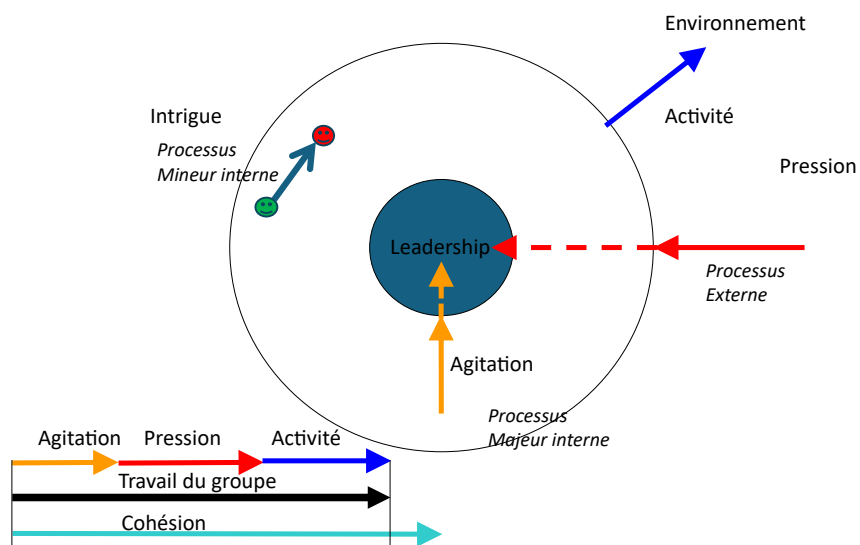 Environnement
Intrigue
Activité
Processus
Mineur interne
Pression
Leadership
Processus
Externe
Agitation
Processus
Majeur interne
Agitation
Pression
Activité
Travail du groupe
Cohésion